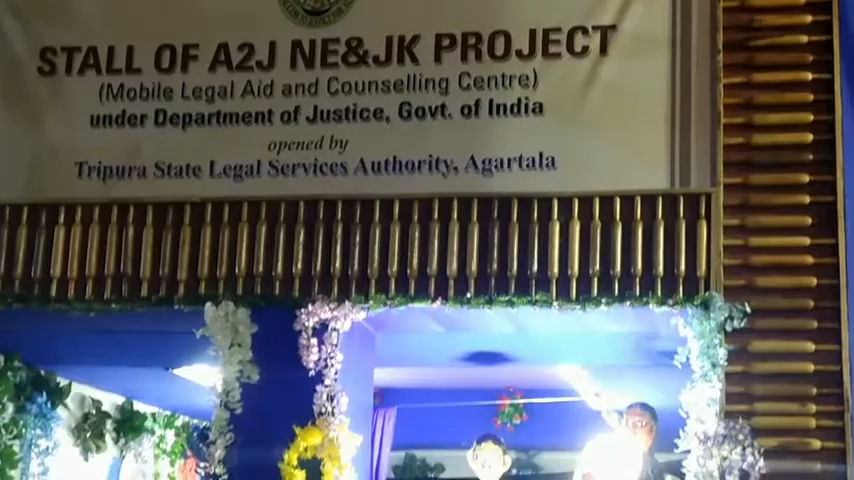 STALL OF A2J NE&JK PROJECT
(Mobile Legal Aid and Counselling Centre)
under Department of Justice, Govt. of India
opened by
Tripura State Legal Services Authority, Agartala